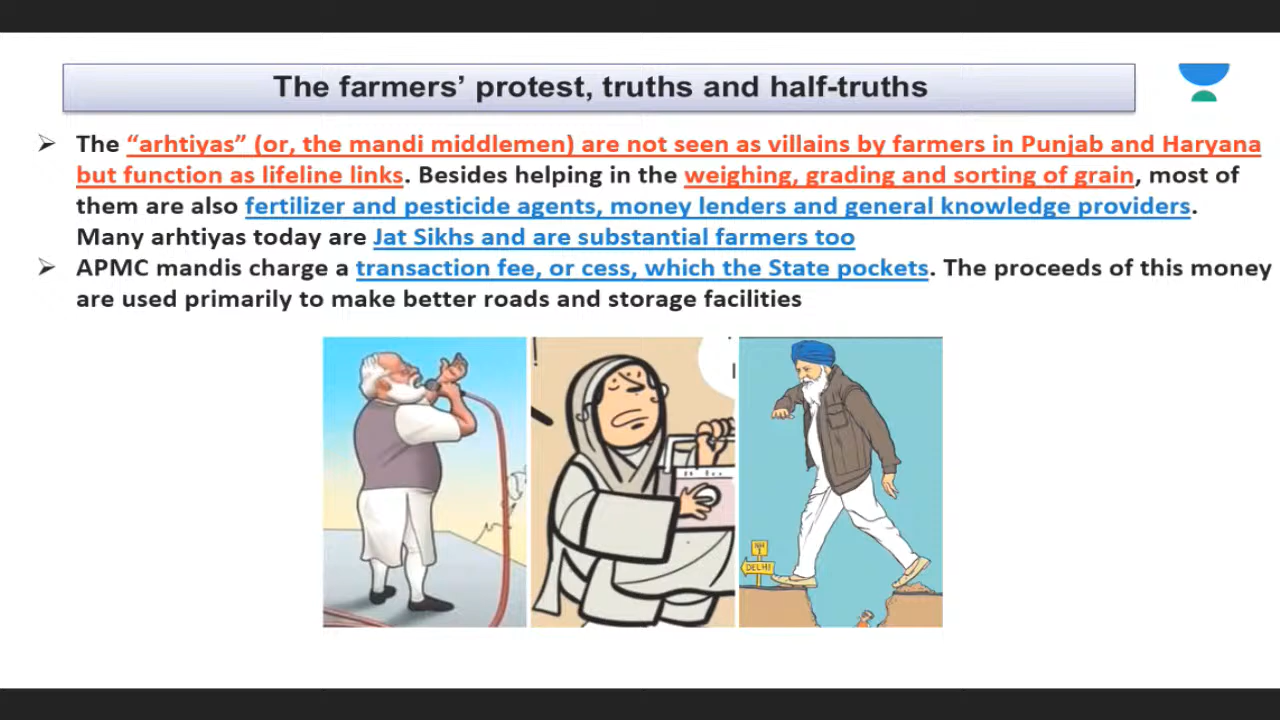 The farmers’ protest, truths and half-truths
➢ The “arhtiyas” (or, the mandi middlemen) are not seen as villains by farmers in Punjab and Haryana
but function as lifeline links. Besides helping in the weighing, grading and sorting of grain, most of
them are also fertilizer and pesticide agents, money lenders and general knowledge providers.
Many arhtiyas today are Jat Sikhs and are substantial farmers too
➢ APMC mandis charge a transaction fee, or cess, which the State pockets. The proceeds of this money
are used primarily to make better roads and storage facilities
NH
DELHI